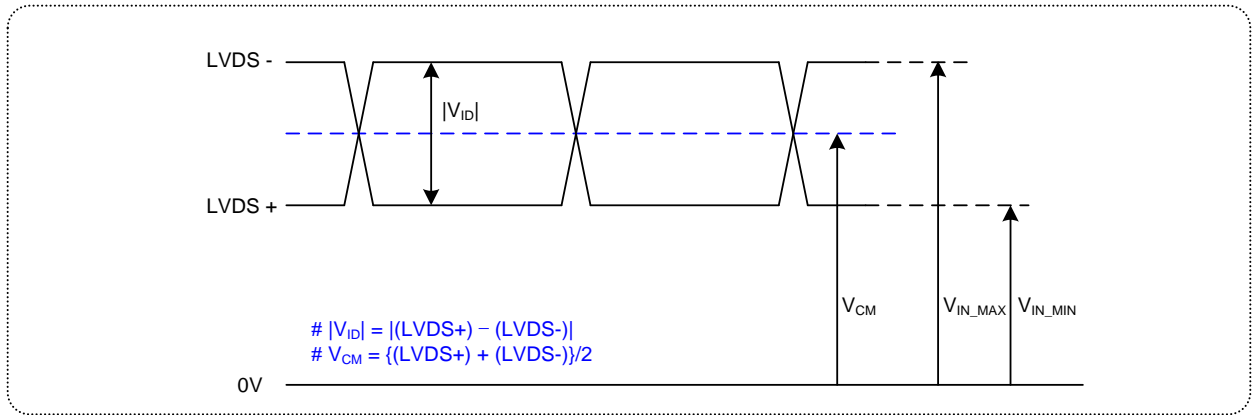 LVDS -
|VID|
LVDS +
VCM
VIN_MAX
VIN_MIN
# |VID| = |(LVDS+) − (LVDS-)|
# VCM = {(LVDS+) + (LVDS-)}/2
0V